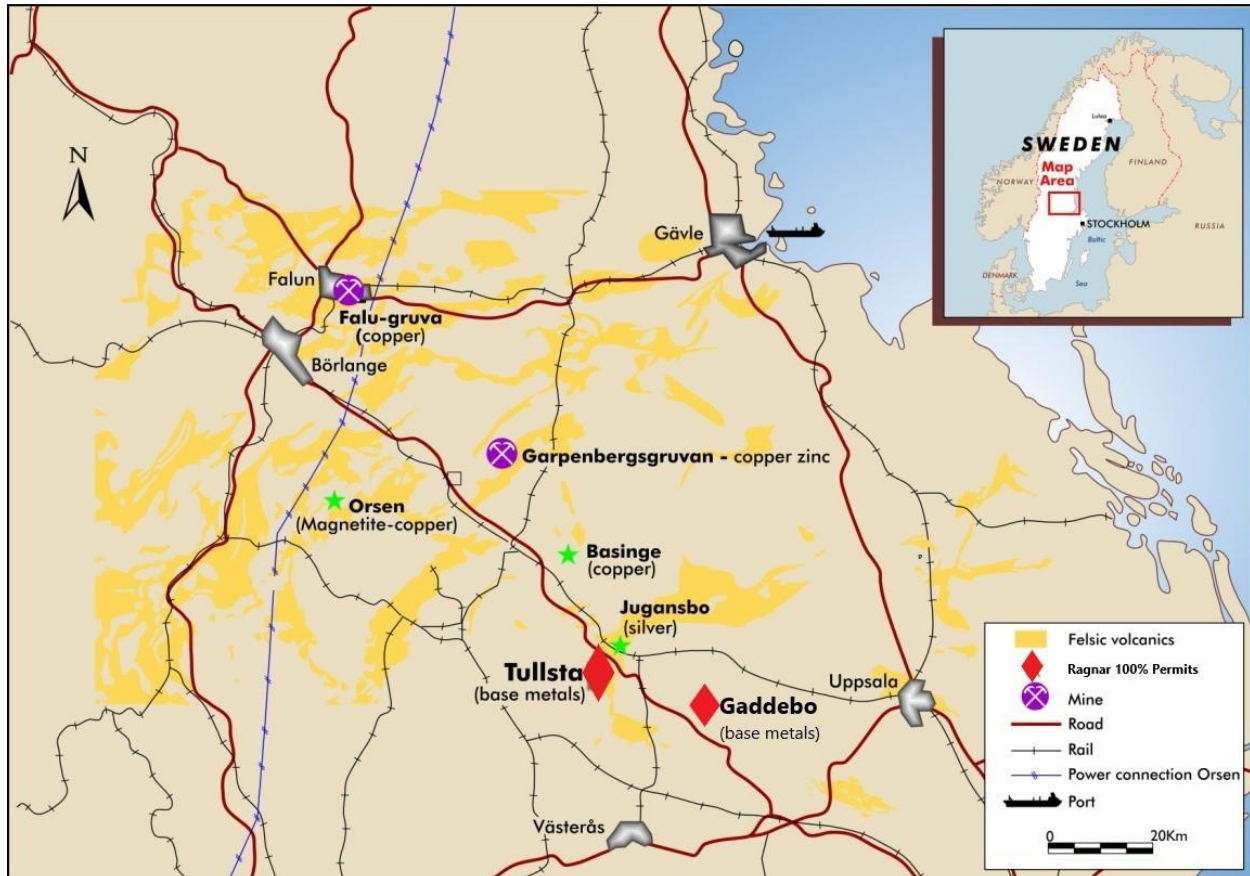 N
Falun
Falu-gruva
(copper)
Börlange
Gävle
Garpenbergsgruvan - copper zinc
Orsen
(Magnetite-copper)
Basinge
(copper)
Jugansbo
(silver)
Tullsta
(base metals)
Gaddebo
(base metals)
Uppsala
Västerås
P
SWEDEN
Map
Area
Lulea
NORWAY
FINLAND
STOCKHOLM
RUSSIA
Baltic
Sea
DENMARK
Felsic volcanics
Ragnar 100% Permits
Mine
Road
Rail
Power connection Orsen
Port
0 20Km